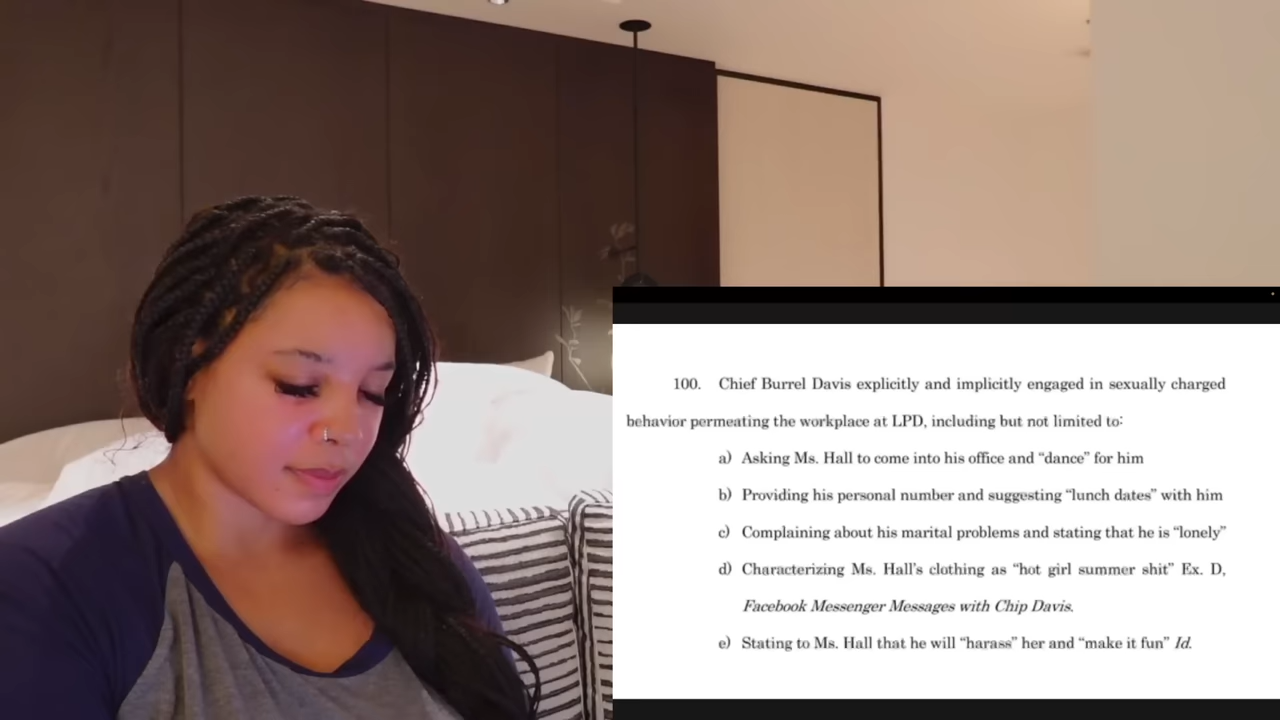 100. Chief Burrel Davis explicitly and implicitly engaged in sexually charged
behavior permeating the workplace at LPD, including but not limited to:
a) Asking Ms. Hall to come into his office and “dance” for him
b) Providing his personal number and suggesting “lunch dates” with him
c) Complaining about his marital problems and stating that he is “lonely”
d) Characterizing Ms. Hall’s clothing as “hot girl summer shit” Ex. D,
Facebook Messenger Messages with Chip Davis.
e) Stating to Ms. Hall that he will “harass” her and “make it fun” Id.